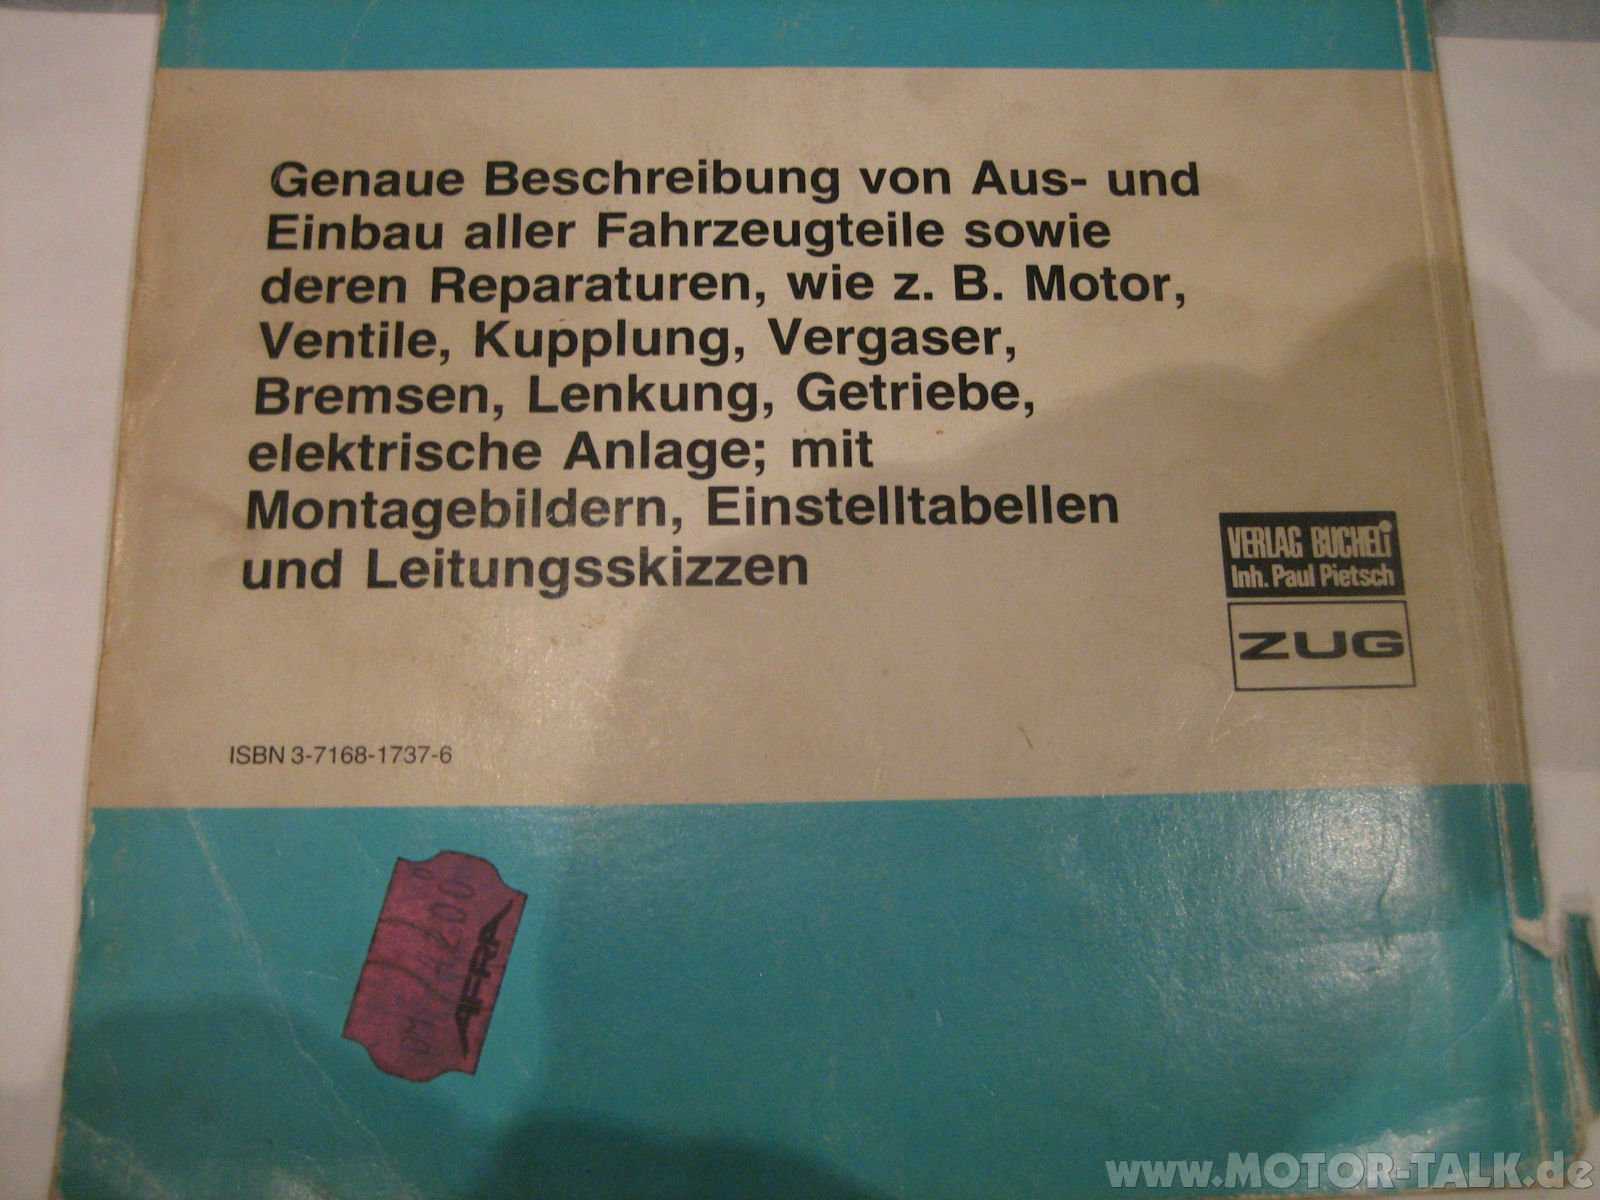 Genaue Beschreibung von Aus- und
Einbau aller Fahrzeugteile sowie
deren Reparaturen, wie z. B. Motor,
Ventile, Kupplung, Vergaser,
Bremsen, Lenkung, Getriebe,
elektrische Anlage; mit
Montagebildern, Einstelltabellen
und Leitungsskizzen
VERLAG BUCHELi
Inh. Paul Pietsch
ZUG
ISBN 3-7168-1737-6
DM
AFRA
www.MOTOR-TALK.de